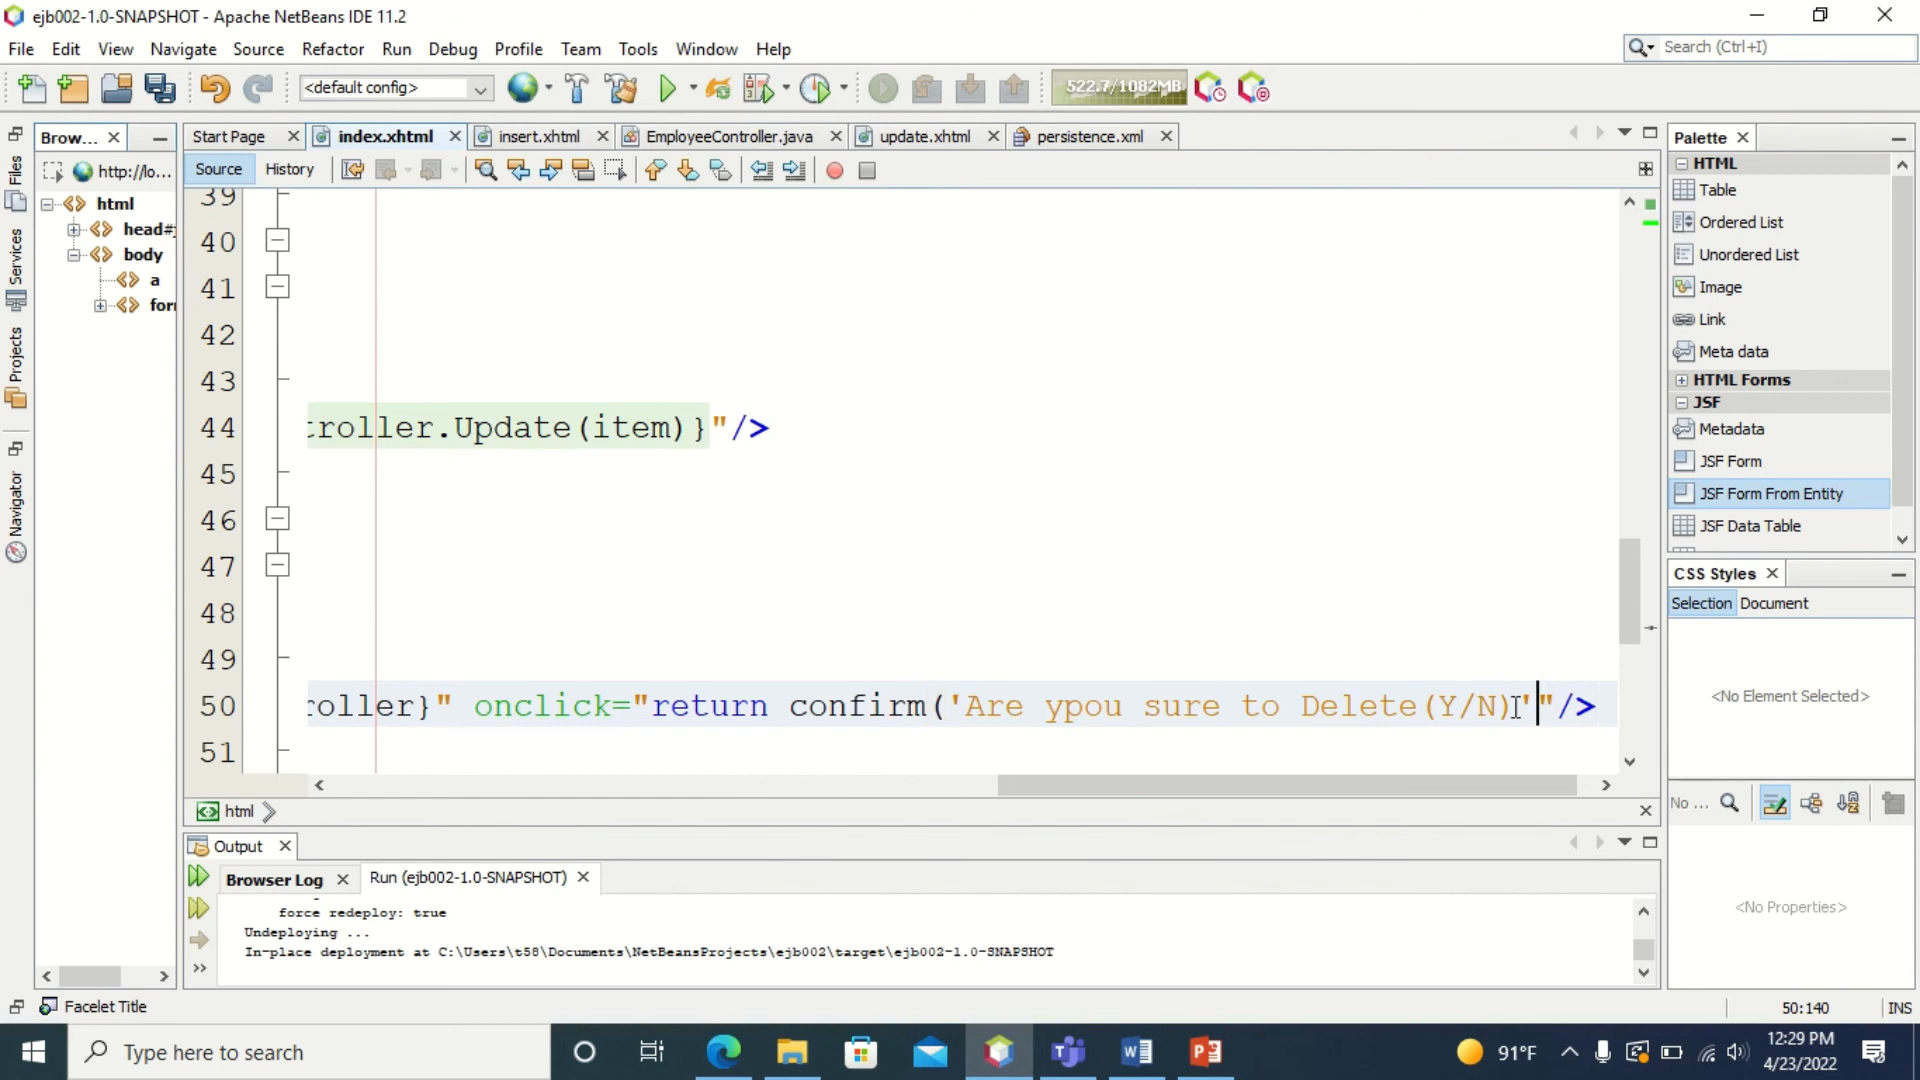 ejb002-1.0-SNAPSHOT - Apache NetBeans IDE 11.2
File Edit View Navigate Source Refactor Run Debug Profile Team Tools Window Help
Search (Ctrl+I)
<default config>
522.7/1082MB
Brow...
Start Page
index.xhtml
insert.xhtml
EmployeeController.java
update.xhtml
persistence.xml
Palette
http://lo...
Source
History
Files
Services
Projects
Navigator
html
head#
body
a
for
39
40
41
42
43
44 troller.Update(item)}"/>
45
46
47
48
49
50 roller}" onclick="return confirm('Are ypou sure to Delete(Y/N)'"/>
51
html
HTML
Table
Ordered List
Unordered List
Image
Link
Meta data
HTML Forms
JSF
Metadata
JSF Form
JSF Form From Entity
JSF Data Table
CSS Styles
Selection Document
<No Element Selected>
No ...
<No Properties>
Output
Browser Log
Run (ejb002-1.0-SNAPSHOT)
force redeploy: true
Undeploying ...
In-place deployment at C:\Users\t58\Documents\NetBeansProjects\ejb002\target\ejb002-1.0-SNAPSHOT
Facelet Title
50:140
INS
Type here to search
91°F
12:29 PM
4/23/2022